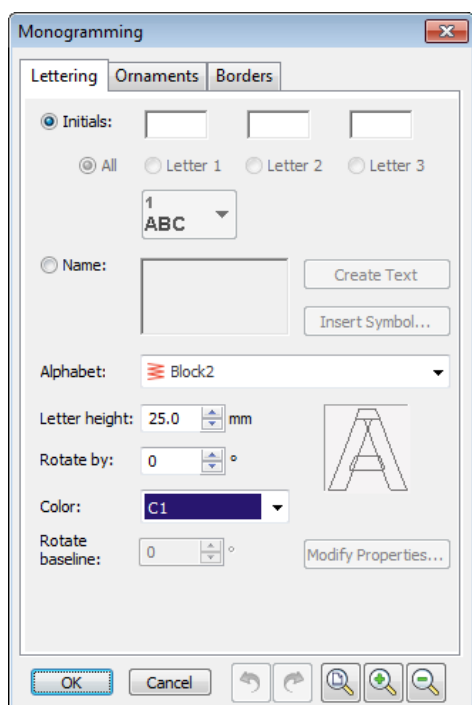 Monogramming
Lettering Ornaments Borders
Initials:
All Letter 1 Letter 2 Letter 3
1
ABC
Name:
Create Text
Insert Symbol...
Alphabet: Block2
Letter height: 25.0 mm
Rotate by: 0 °
Color: C1
Rotate
baseline: 0 °
Modify Properties...
OK Cancel